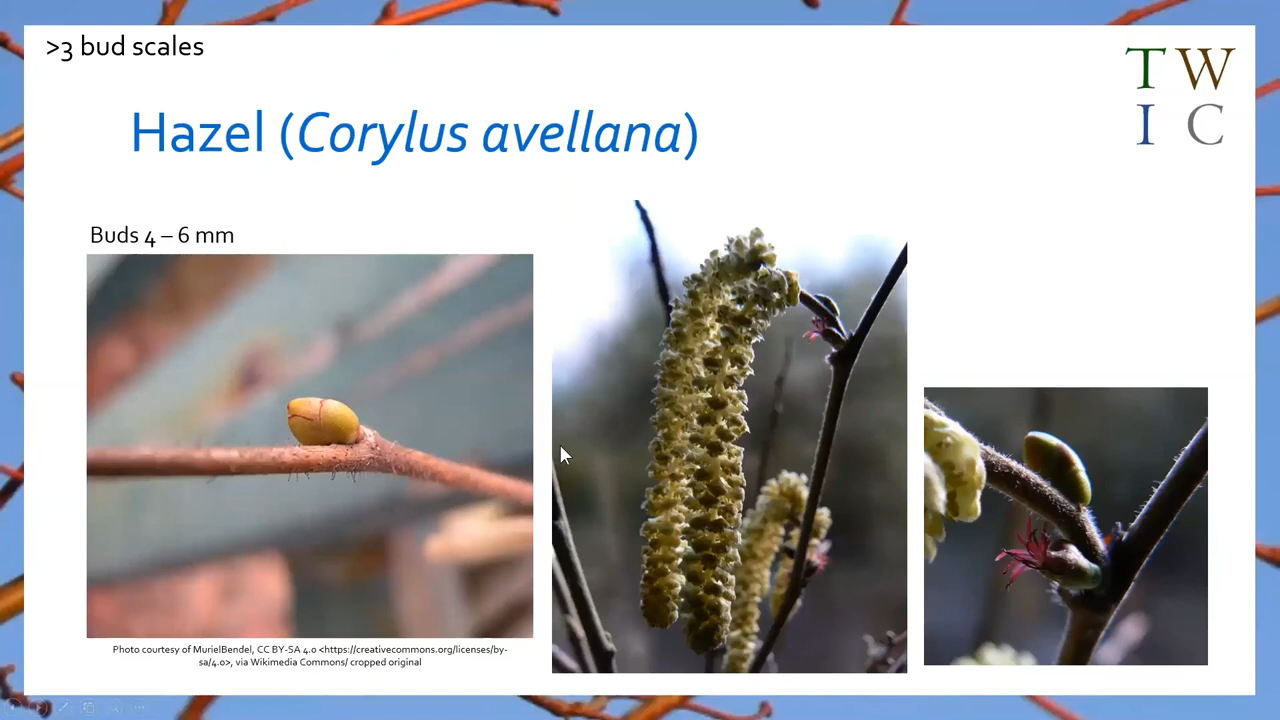 >3 bud scales
T W
I C
Hazel (Corylus avellana)
Buds 4 – 6 mm
Photo courtesy of MurielBendel, CC BY-SA 4.0 <https://creativecommons.org/licenses/by-
sa/4.0>, via Wikimedia Commons/ cropped original